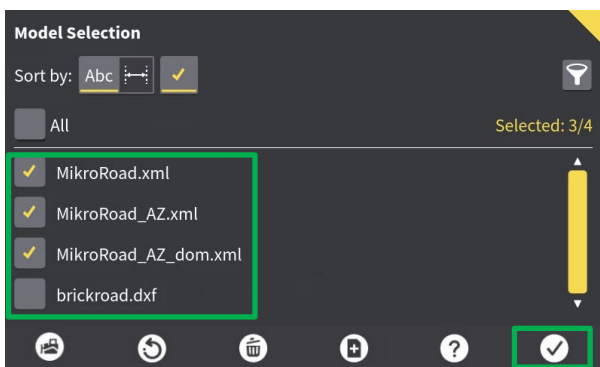 Model Selection
Sort by: Abc
All Selected: 3/4
MikroRoad.xml
MikroRoad_AZ.xml
MikroRoad_AZ_dom.xml
brickroad.dxf
?